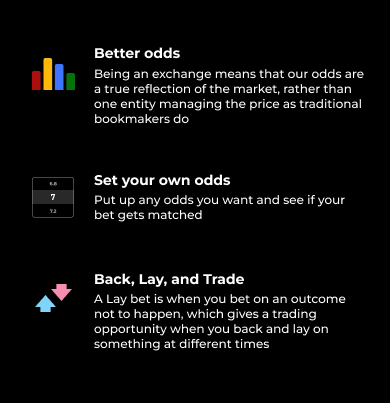 Better odds
Being an exchange means that our odds are
a true reflection of the market, rather than
one entity managing the price as traditional
bookmakers do
6.8
7
7.2
Set your own odds
Put up any odds you want and see if your
bet gets matched
Back, Lay, and Trade
A Lay bet is when you bet on an outcome
not to happen, which gives a trading
opportunity when you back and lay on
something at different times